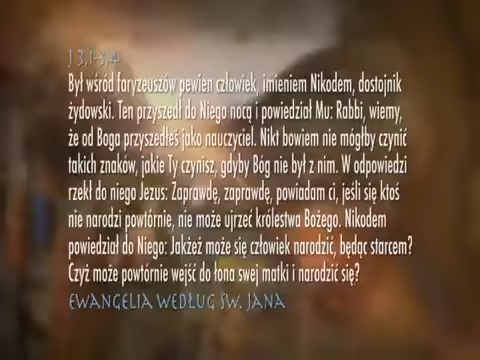 J 3,1-3,4
Był wśród faryzeuszów pewien człowiek, imieniem Nikodem, dostojnik
żydowski. Ten przyszedł do Niego nocą i powiedział Mu: Rabbi, wiemy,
że od Boga przyszedłeś jako nauczyciel. Nikt bowiem nie mógłby czynić
takich znaków, jakie Ty czynisz, gdyby Bóg nie był z nim. W odpowiedzi
rzekł do niego Jezus: Zaprawdę, zaprawdę, powiadam ci, jeśli się ktoś
nie narodzi powtórnie, nie może ujrzeć królestwa Bożego. Nikodem
powiedział do Niego: Jakżeż może się człowiek narodzić, będąc starcem?
Czyż może powtórnie wejść do łona swej matki i narodzić się?
EWANGELIA WEDŁUG ŚW. JANA